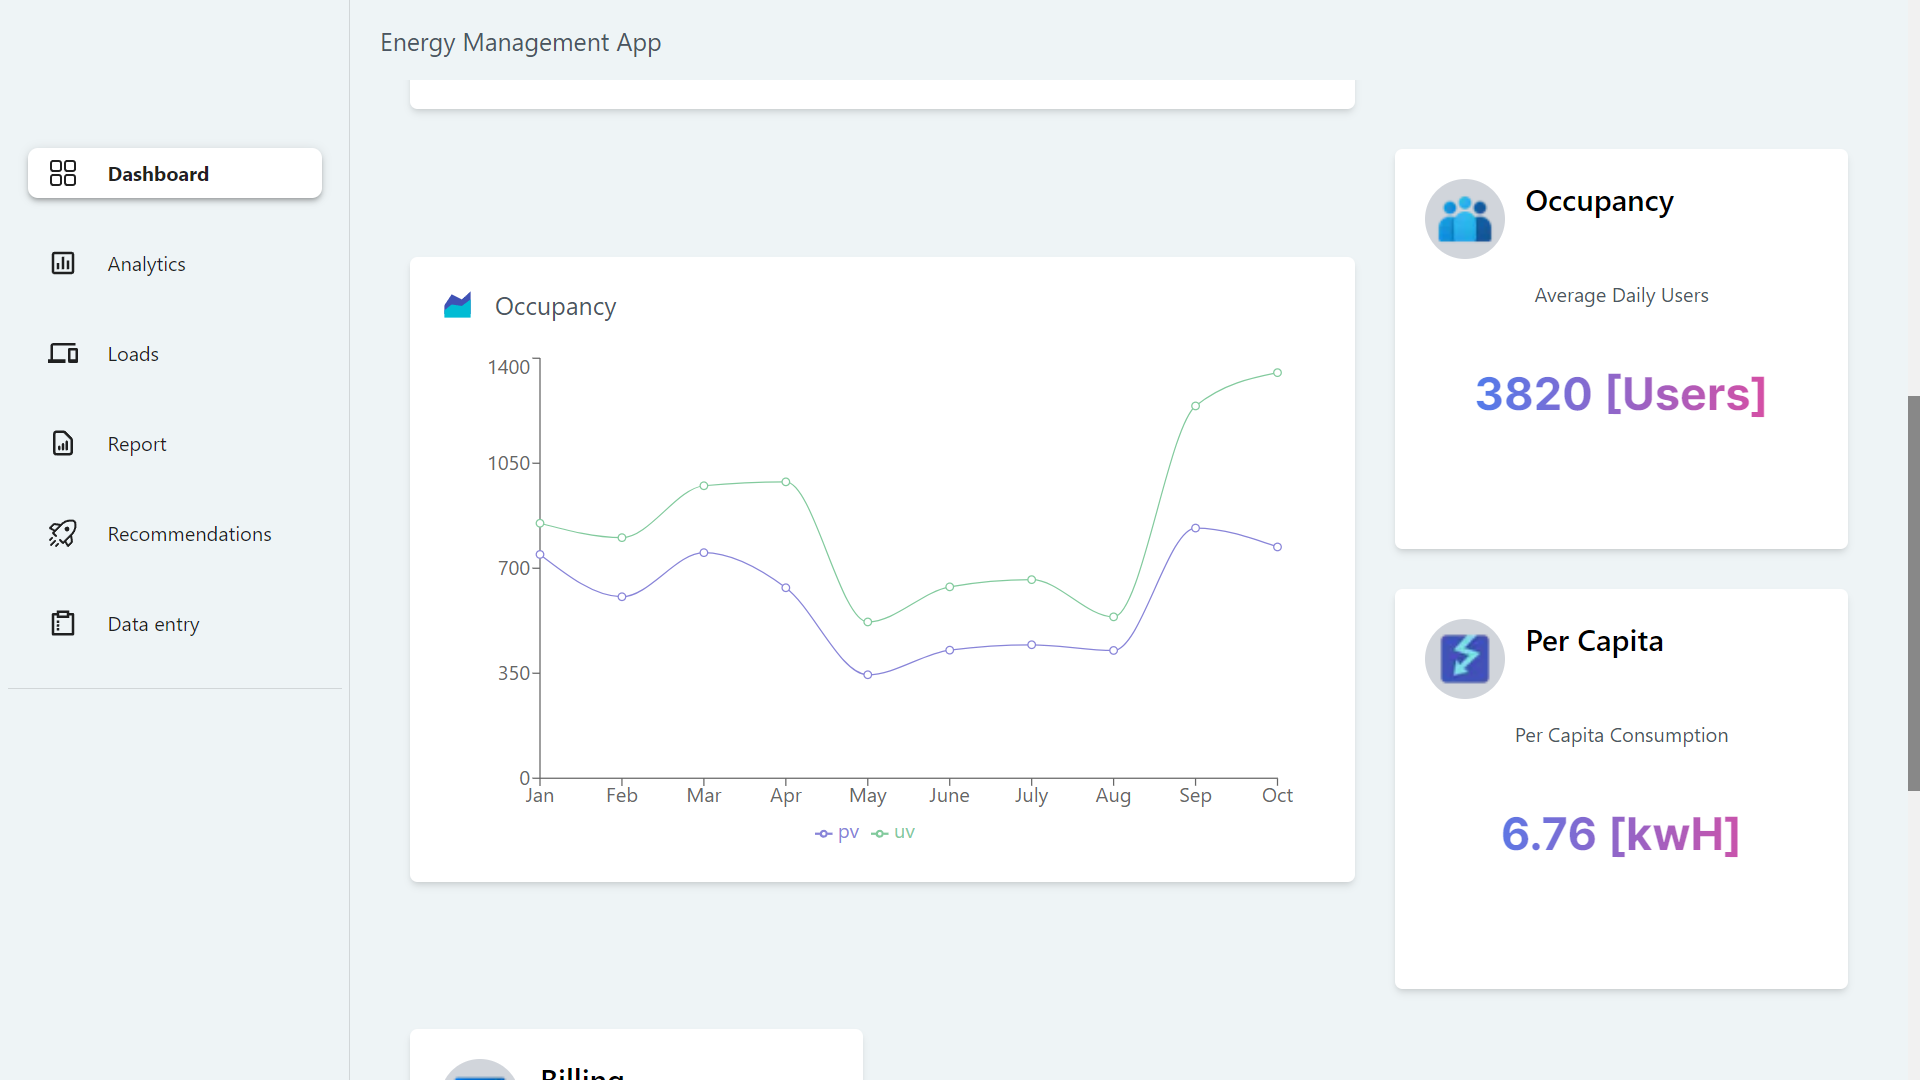 Energy Management App
Dashboard
Analytics
Loads
Report
Recommendations
Data entry
Occupancy
1400
1050
700
350
0
Jan Feb Mar Apr May June July Aug Sep Oct
pv uv
Occupancy
Average Daily Users
3820 [Users]
Per Capita
Per Capita Consumption
6.76 [kwH]
Billing